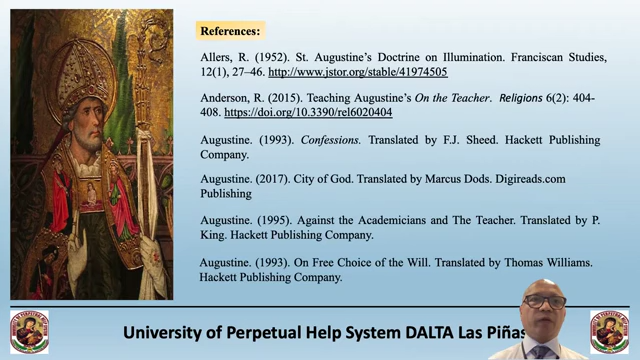 References:
Allers, R. (1952). St. Augustine's Doctrine on Illumination. Franciscan Studies,
12(1), 27–46. http://www.jstor.org/stable/41974505
Anderson, R. (2015). Teaching Augustine's On the Teacher. Religions 6(2): 404-
408. https://doi.org/10.3390/rel6020404
Augustine. (1993). Confessions. Translated by F.J. Sheed. Hackett Publishing
Company.
Augustine. (2017). City of God. Translated by Marcus Dods. Digireads.com
Publishing
Augustine. (1995). Against the Academicians and The Teacher. Translated by P.
King. Hackett Publishing Company.
Augustine. (1993). On Free Choice of the Will. Translated by Thomas Williams.
Hackett Publishing Company.
University of Perpetual Help System DALTA Las Piñas